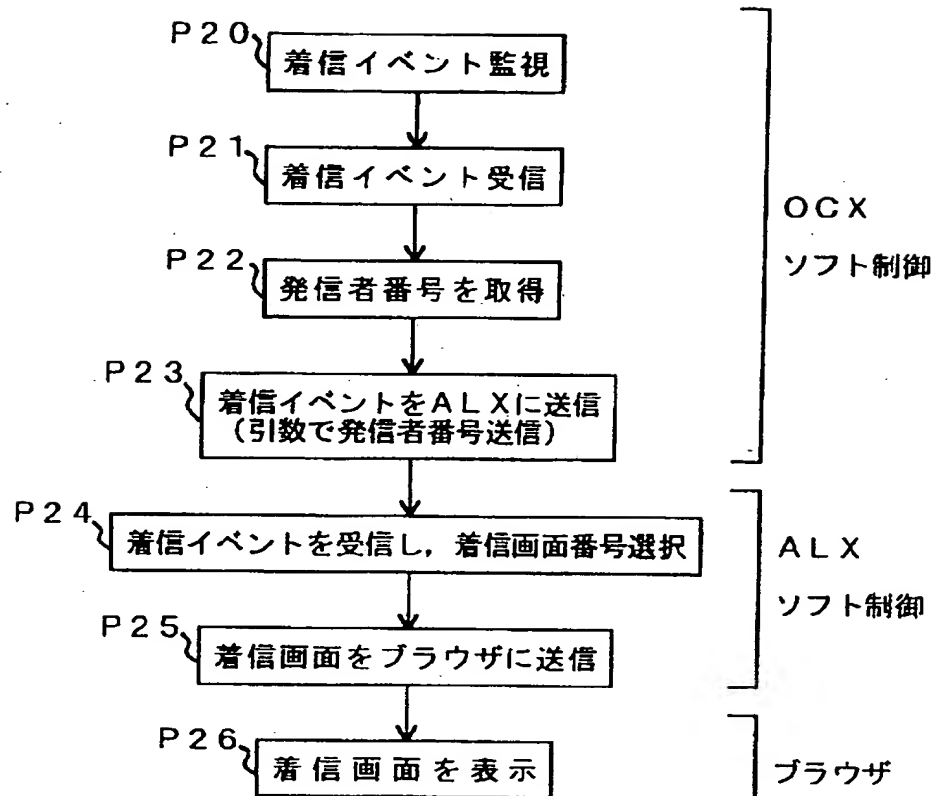 P20
着信イベント監視
P21
着信イベント受信
P22
発信者番号を取得
P23
着信イベントをALXに送信
(引数で発信者番号送信)
OCX
ソフト制御
P24
着信イベントを受信し,着信画面番号選択
P25
着信画面をブラウザに送信
ALX
ソフト制御
P26
着信画面を表示
ブラウザ